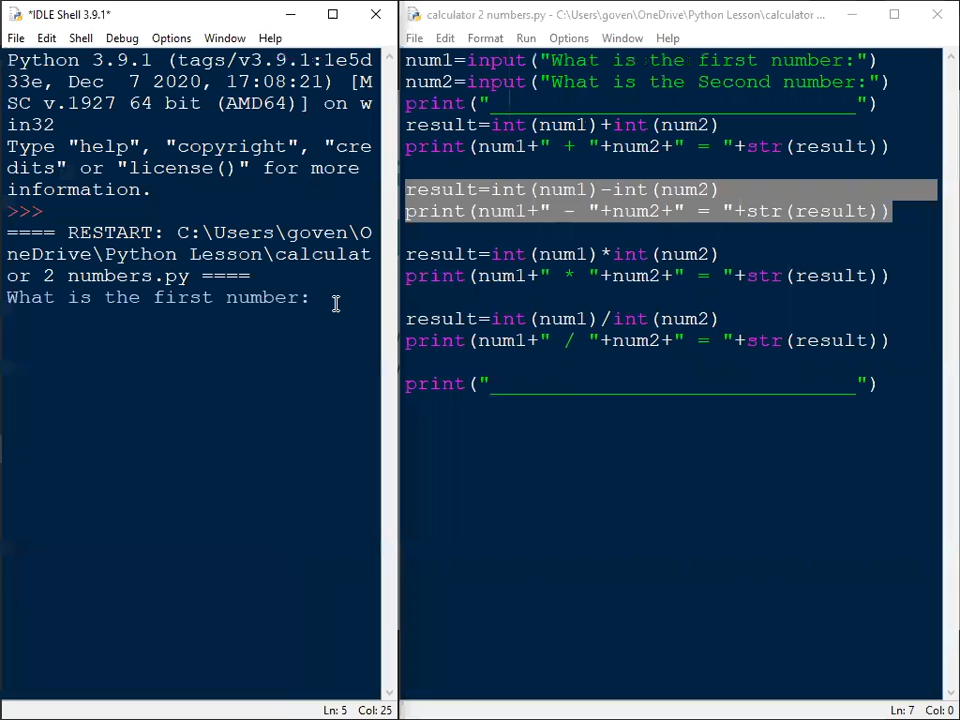 *IDLE Shell 3.9.1*
File Edit Shell Debug Options Window Help
Python 3.9.1 (tags/v3.9.1:1e5d
33e, Dec  7 2020, 17:08:21) [M
SC v.1927 64 bit (AMD64)] on w
in32
Type "help", "copyright", "cre
dits" or "license()" for more
information.
>>>
==== RESTART: C:\Users\goven\O
neDrive\Python Lesson\calculat
or 2 numbers.py ====
What is the first number:
Ln: 5 Col: 25
calculator 2 numbers.py - C:\Users\goven\OneDrive\Python Lesson\calculator ...
File Edit Format Run Options Window Help
num1=input("What is the first number:")
num2=input("What is the Second number:")
print("______________________________")
result=int(num1)+int(num2)
print(num1+" + "+num2+" = "+str(result))
result=int(num1)-int(num2)
print(num1+" - "+num2+" = "+str(result))
result=int(num1)*int(num2)
print(num1+" * "+num2+" = "+str(result))
result=int(num1)/int(num2)
print(num1+" / "+num2+" = "+str(result))
print("______________________________")
Ln: 7 Col: 0